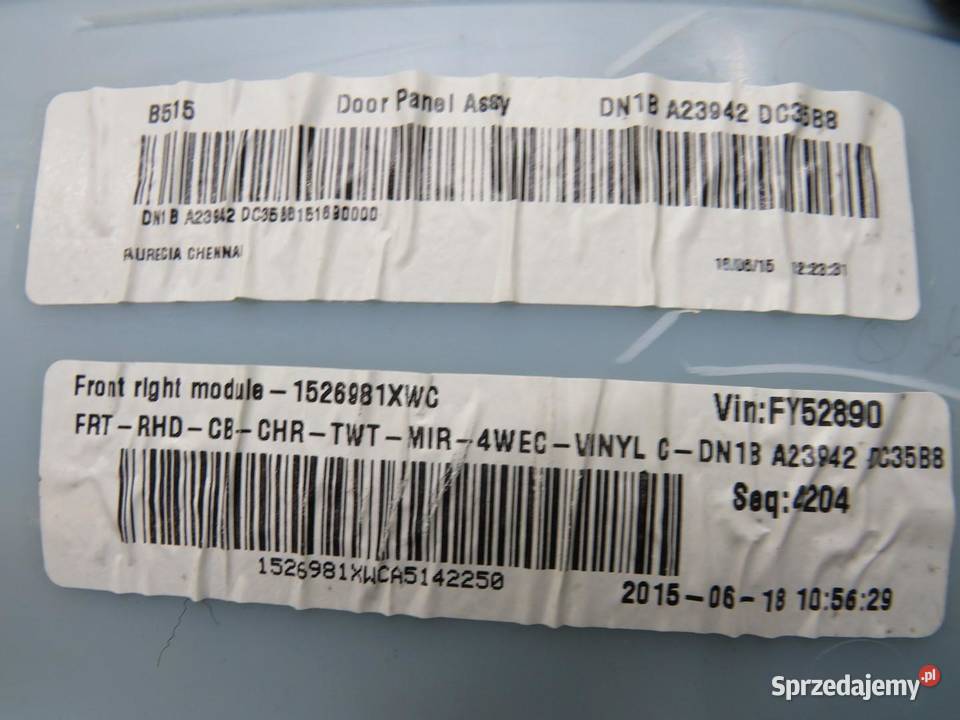 B515 Door Panel Assy DN1B A23942 DC35B8
DN1B A23942 DC35B8151690000
FAURECIA CHENNAI
16/06/15 12:23:31
Front right module-1526981XWC
Vin:FY52890
FRT-RHD-CB-CHR-TWT-MIR-4WEC-VINYL C-DN1B A23942 DC35B8
Seq:4204
1526981XWCA5142250
2015-06-18 10:56:29
Sprzedajemy.pl